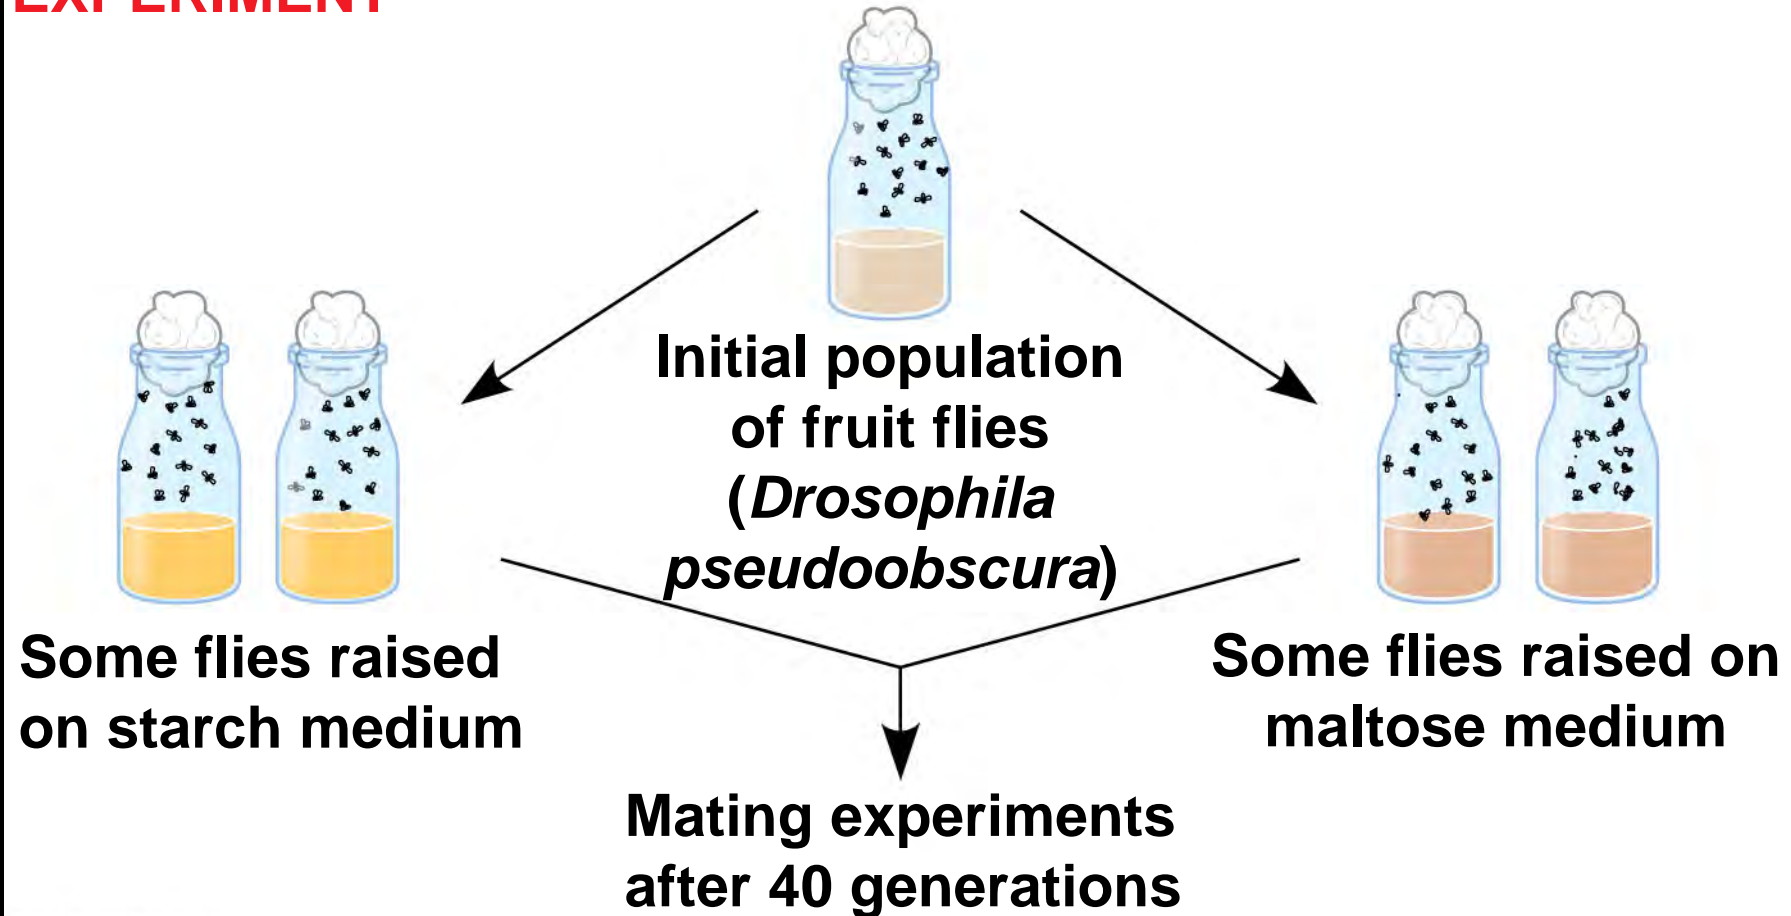 EXPERIMENT
Initial population
of fruit flies
(Drosophila
pseudoobscura)
Some flies raised
on starch medium
Some flies raised on
maltose medium
Mating experiments
after 40 generations